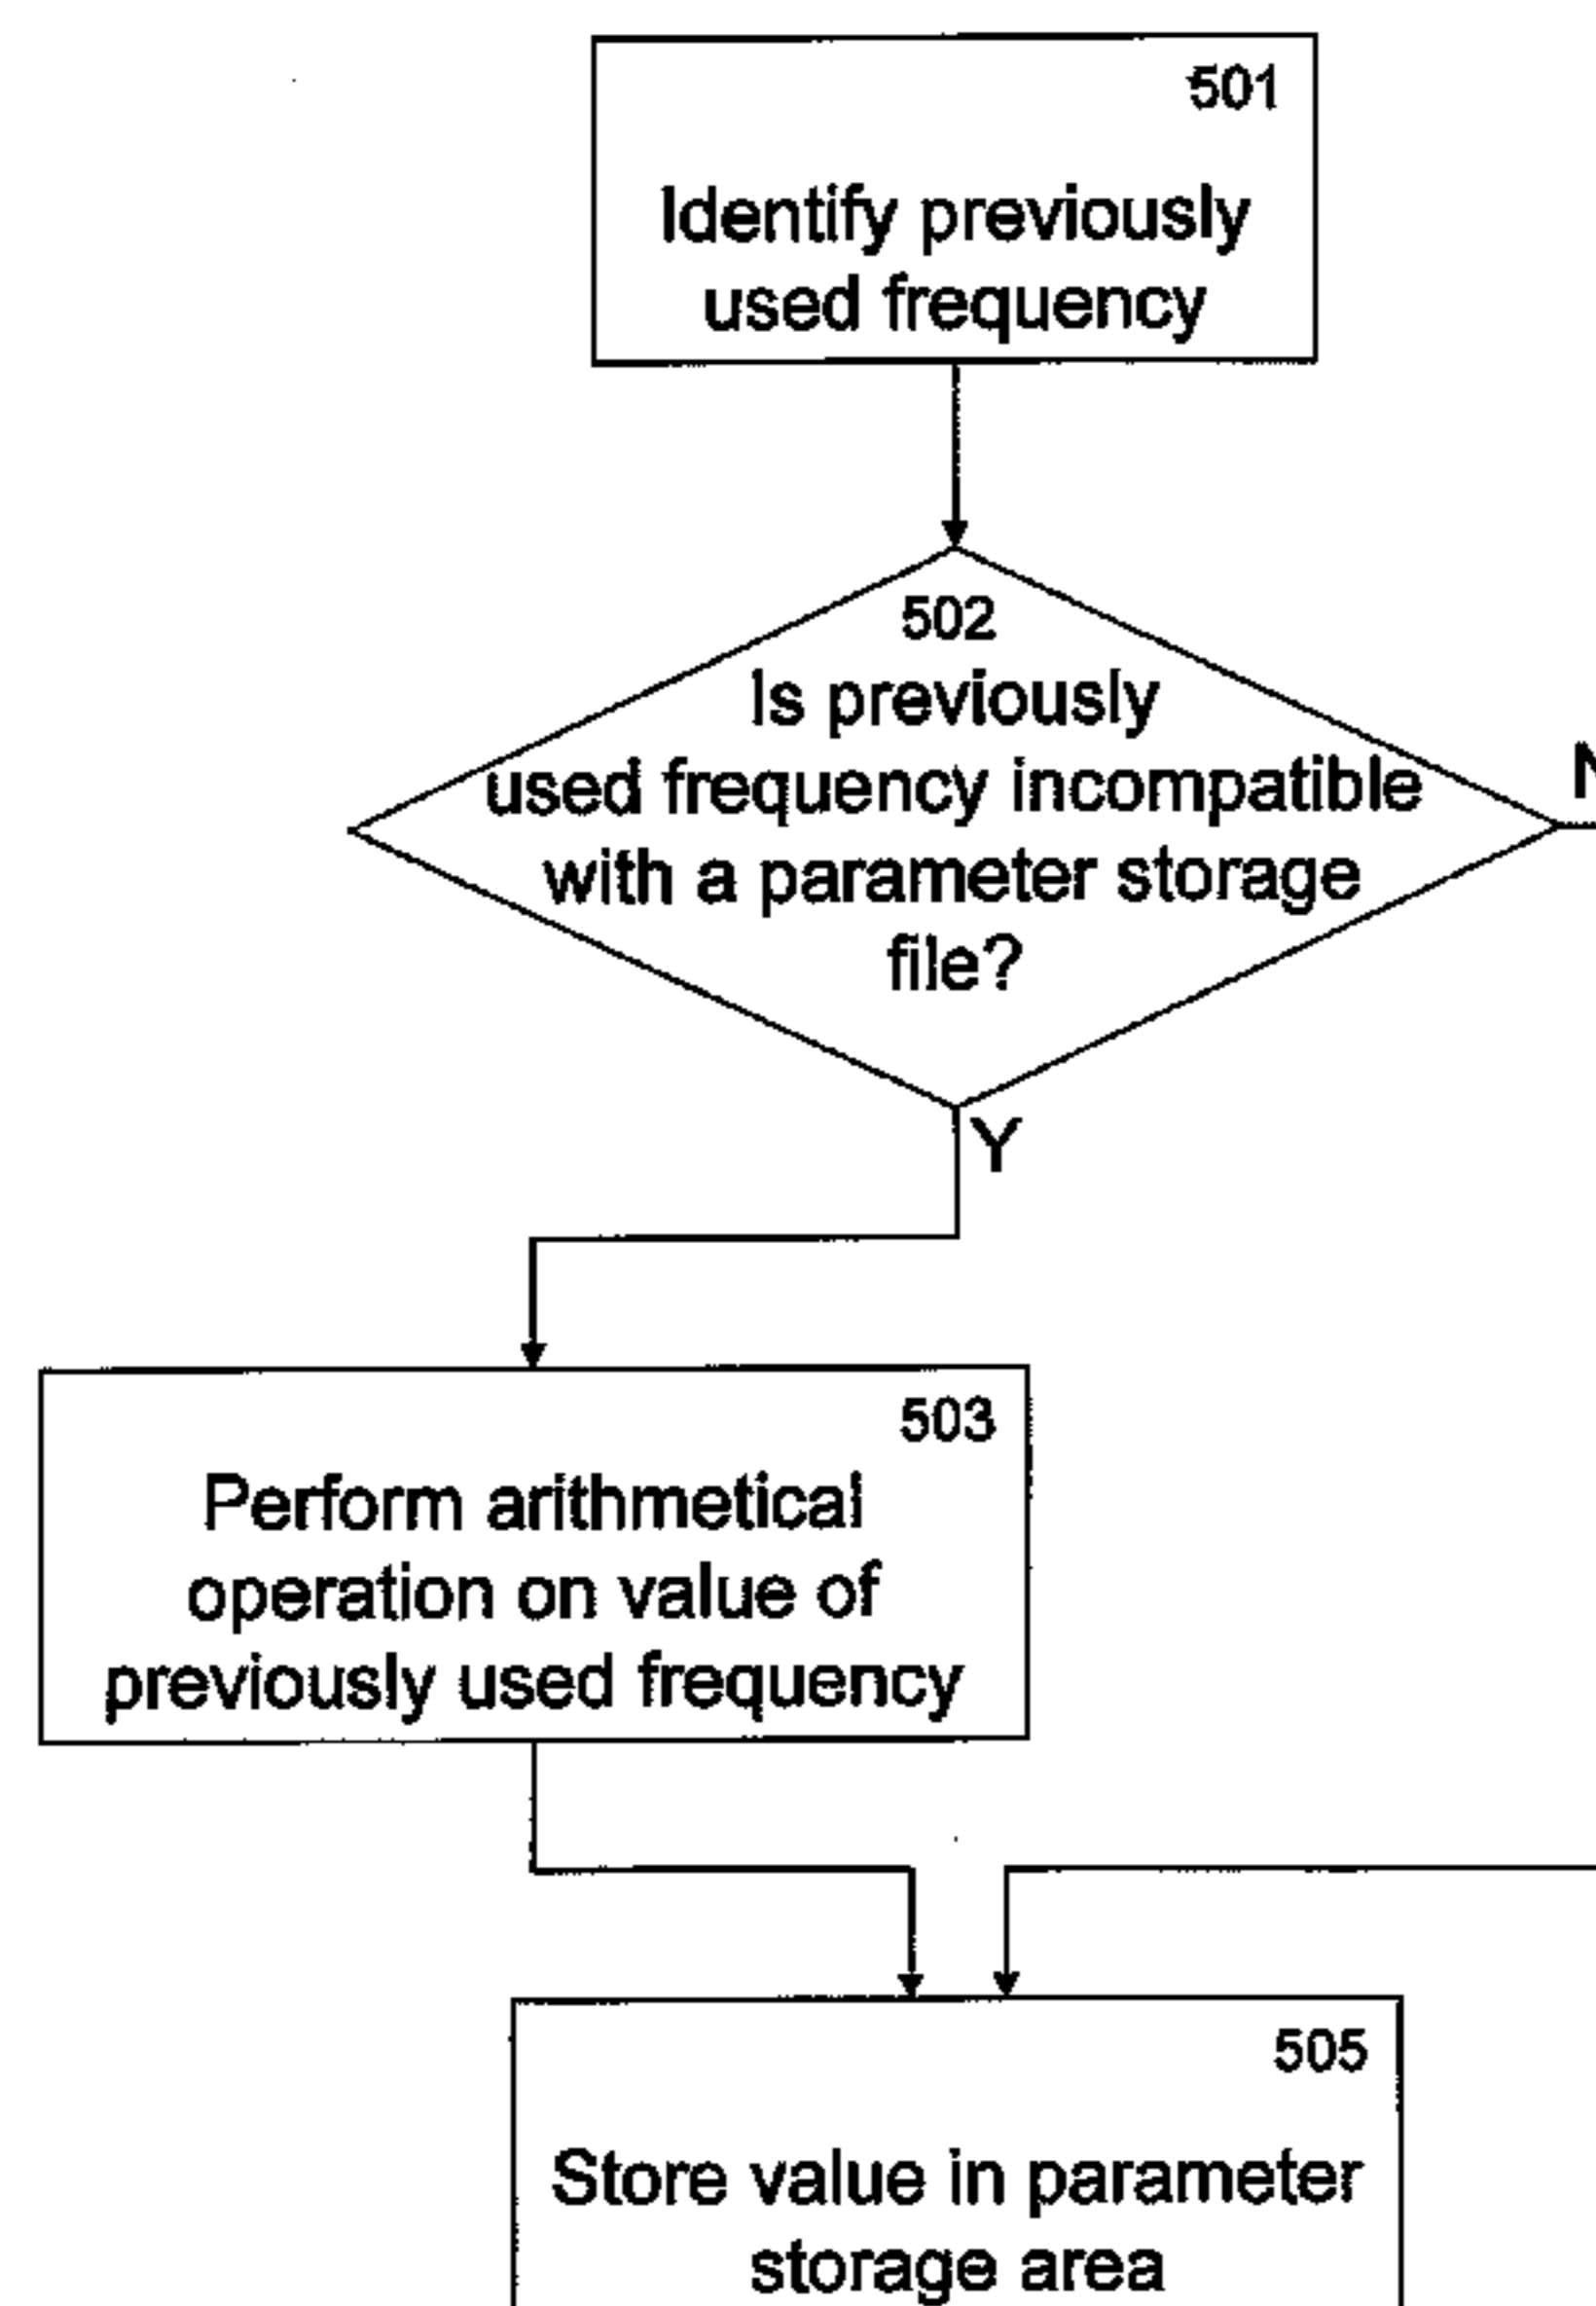 501
Identify previously
used frequency
502
Is previously
used frequency incompatible
with a parameter storage
file?
N
Y
503
Perform arithmetical
operation on value of
previously used frequency
505
Store value in parameter
storage area